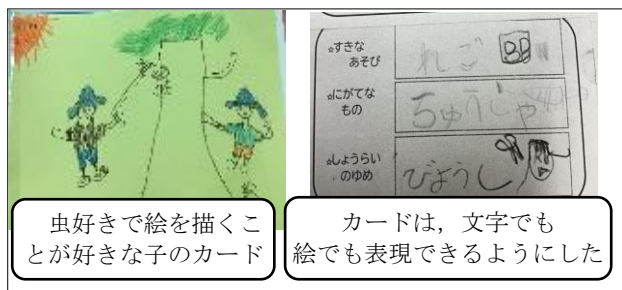 ☆すきな
あそび
れご
☆にがてな
もの
ちゅうしゃ
☆しょうらい
のゆめ
びようし
虫好きで絵を描くこ
とが好きな子のカード
カードは，文字でも
絵でも表現できるようにした